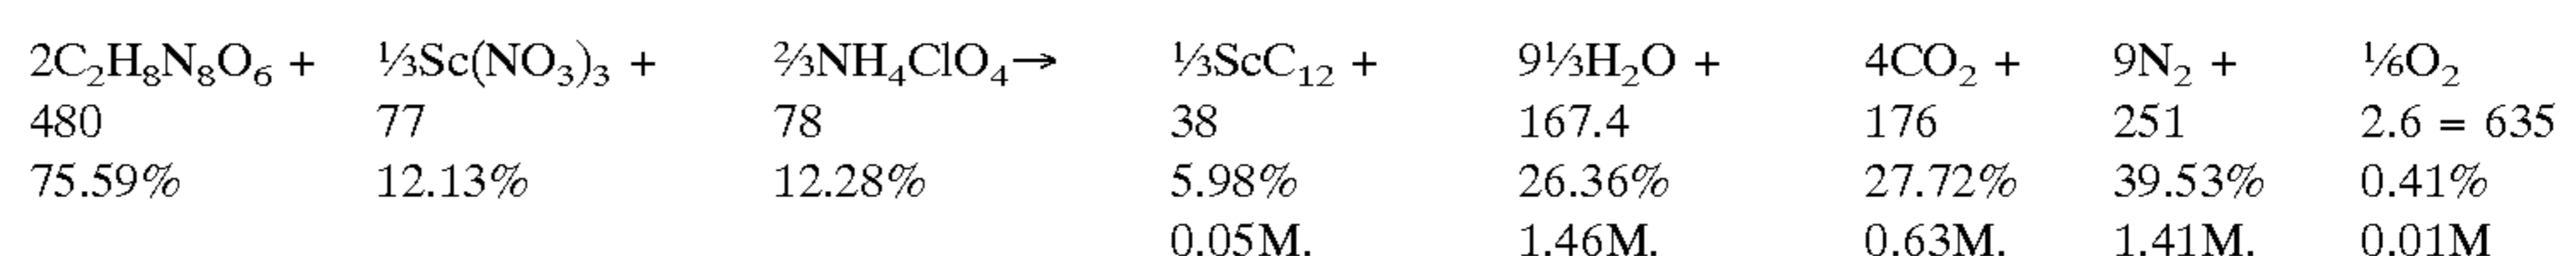 2C₂H₈N₈O₆ + ⅓Sc(NO₃)₃ + ⅔NH₄ClO₄→ ⅓ScC₁₂ + 9⅓H₂O + 4CO₂ + 9N₂ + ⅙O₂
480 77 78 38 167.4 176 251 2.6 = 635
75.59% 12.13% 12.28% 5.98% 26.36% 27.72% 39.53% 0.41%
0.05M. 1.46M. 0.63M. 1.41M. 0.01M